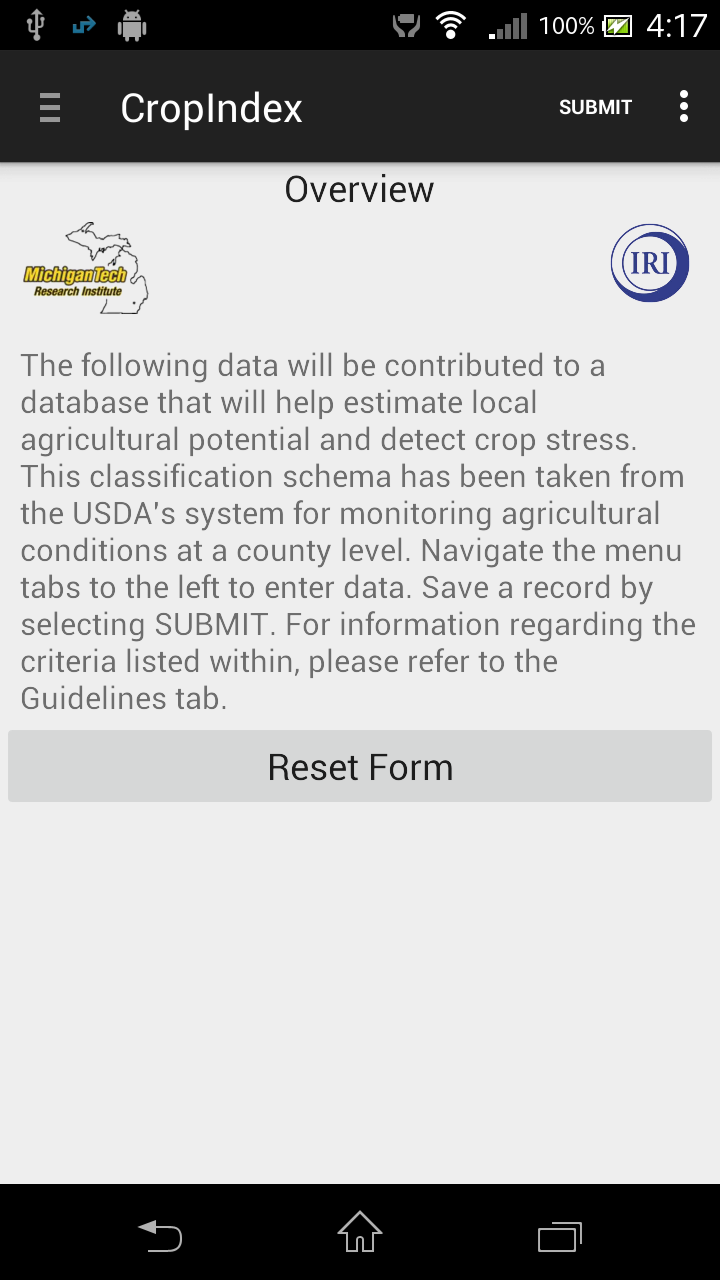 100% 4:17
CropIndex SUBMIT
Overview
MichiganTech
Research Institute
IRI
The following data will be contributed to a
database that will help estimate local
agricultural potential and detect crop stress.
This classification schema has been taken from
the USDA's system for monitoring agricultural
conditions at a county level. Navigate the menu
tabs to the left to enter data. Save a record by
selecting SUBMIT. For information regarding the
criteria listed within, please refer to the
Guidelines tab.
Reset Form